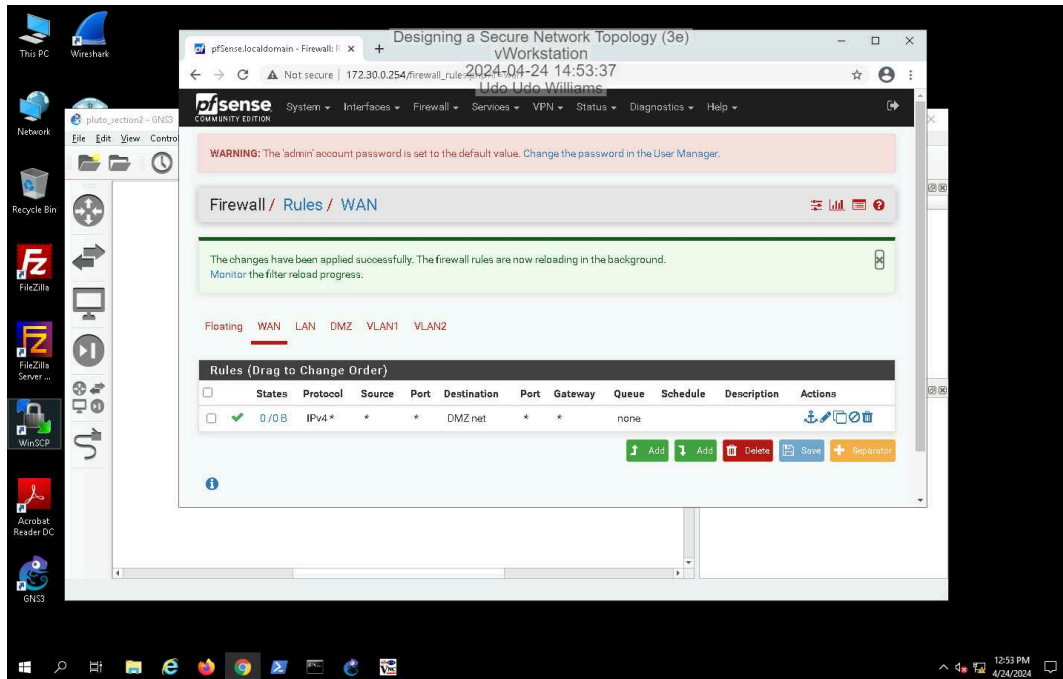 This PC
Wireshark
Network
Recycle Bin
FileZilla
FileZilla
Server ...
WinSCP
Acrobat
Reader DC
GNS3
pluto_section2 - GNS3
File Edit View Contro
pfSense.localdomain - Firewall: R
Designing a Secure Network Topology (3e)
vWorkstation
2024-04-24 14:53:37
Udo Udo Williams
Not secure | 172.30.0.254/firewall_rule
pfsense
COMMUNITY EDITION
System Interfaces Firewall Services VPN Status Diagnostics Help
WARNING: The 'admin' account password is set to the default value. Change the password in the User Manager.
Firewall / Rules / WAN
The changes have been applied successfully. The firewall rules are now reloading in the background.
Monitor the filter reload progress.
Floating WAN LAN DMZ VLAN1 VLAN2
Rules (Drag to Change Order)
States Protocol Source Port Destination Port Gateway Queue Schedule Description Actions
0 /0 B IPv4 * * * DMZ net * * none
Add Add Delete Save Separator
12:53 PM
4/24/2024